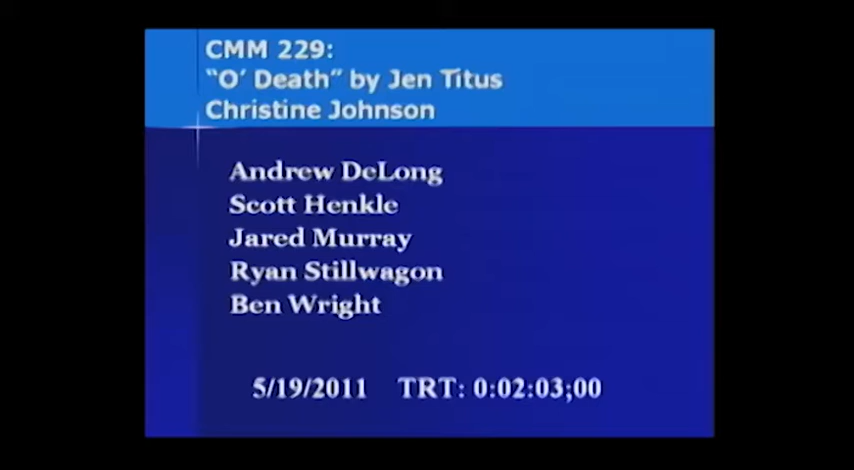 CMM 229:
“O’ Death” by Jen Titus
Christine Johnson
Andrew DeLong
Scott Henkle
Jared Murray
Ryan Stillwagon
Ben Wright
5/19/2011 TRT: 0:02:03;00